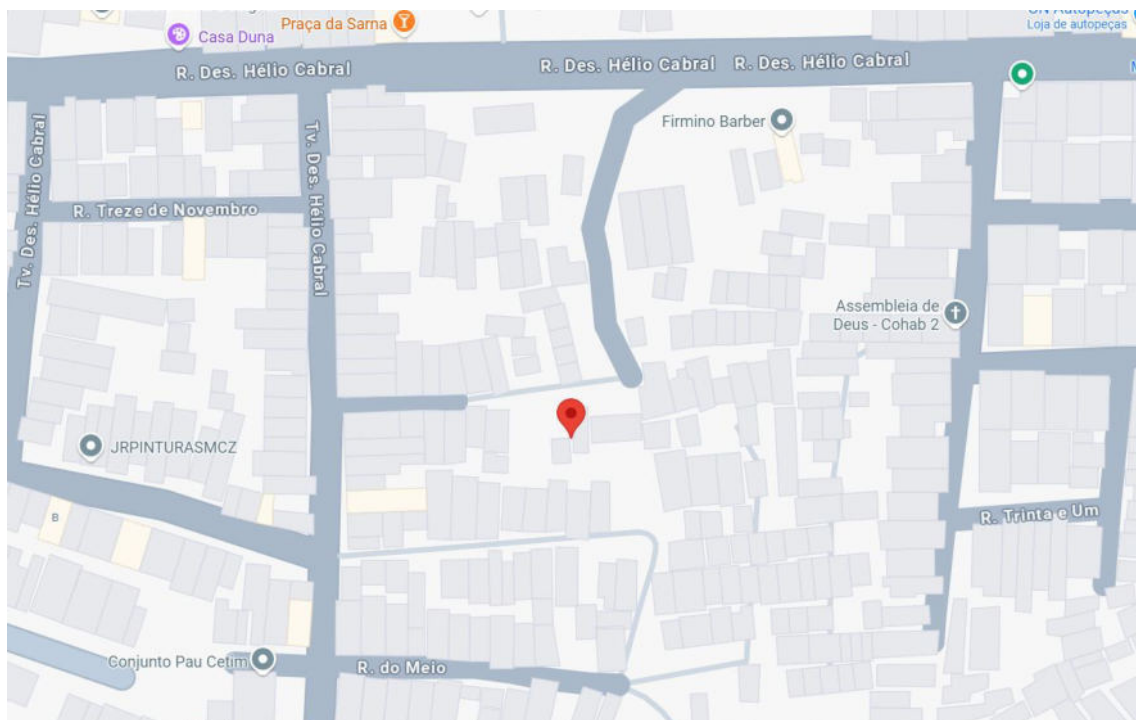 Praça da Sarna
Casa Duna
Loja de autopeças
R. Des. Hélio Cabral
R. Des. Hélio Cabral
R. Des. Hélio Cabral
Firmino Barber
Tv. Des. Hélio Cabral
Tv. Des. Hélio Cabral
R. Treze de Novembro
Assembleia de
Deus - Cohab 2
JRPINTURASMCZ
B
R. Trinta e Um
Conjunto Pau Cetim
R. do Meio